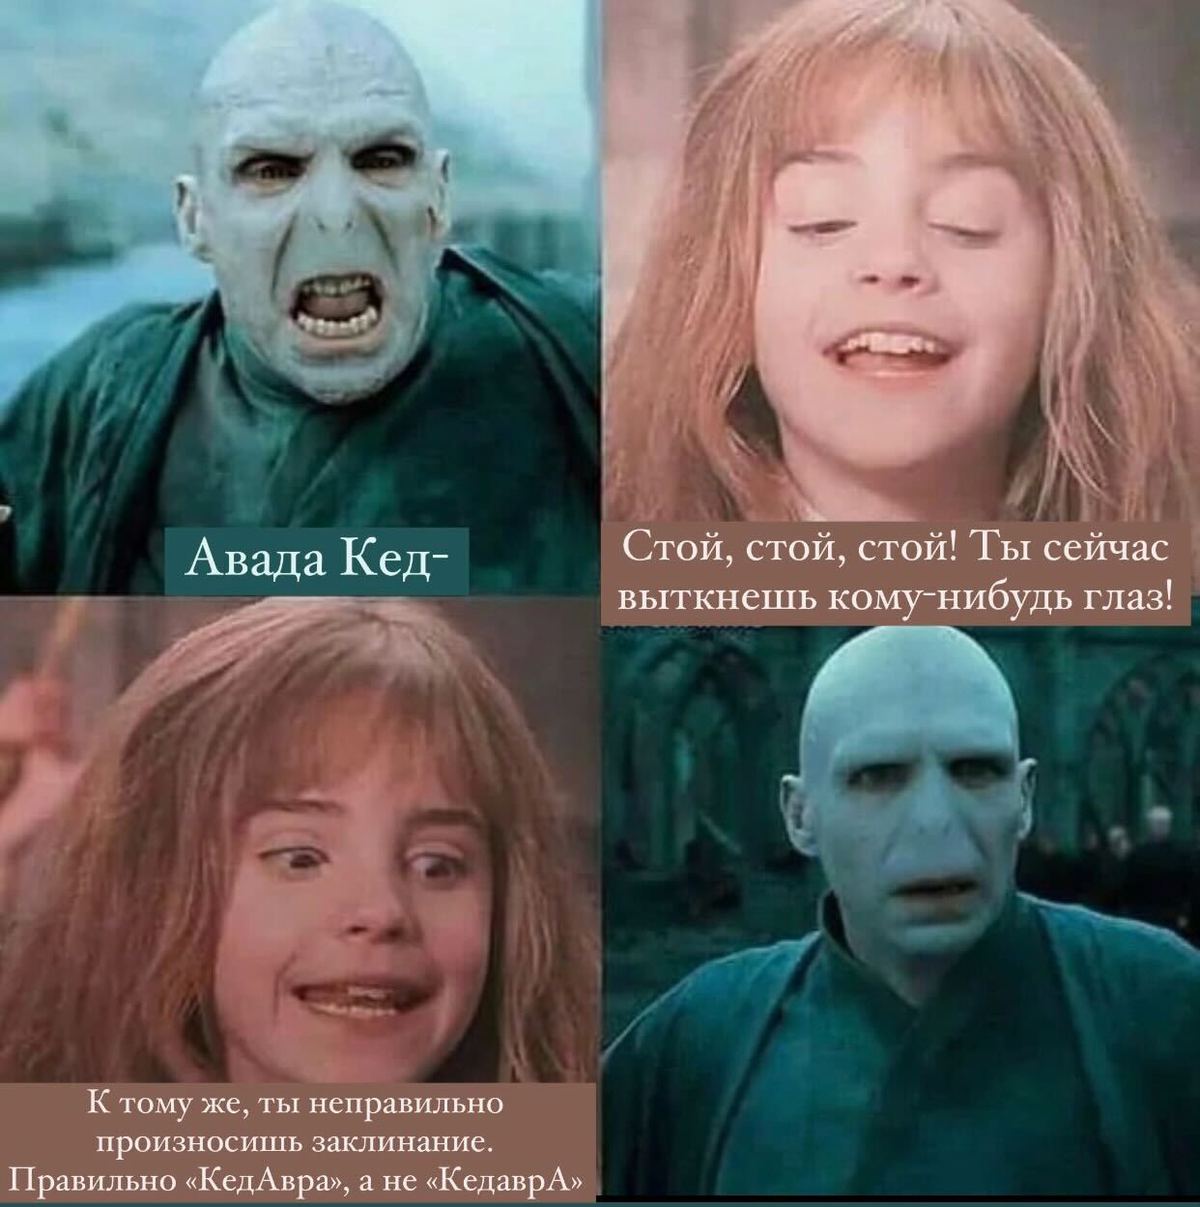 Авада Кед-
Стой, стой, стой! Ты сейчас
выткнешь кому-нибудь глаз!
К тому же, ты неправильно
произносишь заклинание.
Правильно «КедАвра», а не «КедаврА»